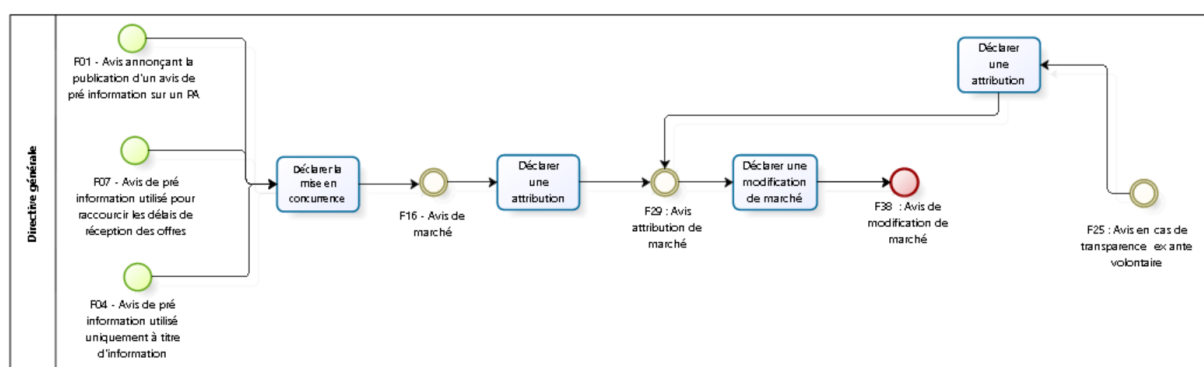 Directive générale
F01 - Avis annonçant la
publication d'un avis de
pré information sur un PA
F07 - Avis de pré
information utilisé pour
raccourcir les délais de
réception des offres
F04 - Avis de pré
information utilisé
uniquement à titre
d'information
Déclarer la
mise en
concurrence
F16 - Avis de
marché
Déclarer
une
attribution
F29 : Avis
attribution de
marché
Déclarer une
modification
de marché
F38 : Avis de
modification de
marché
Déclarer
une
attribution
F25 : Avis en cas de
transparence ex ante
volontaire